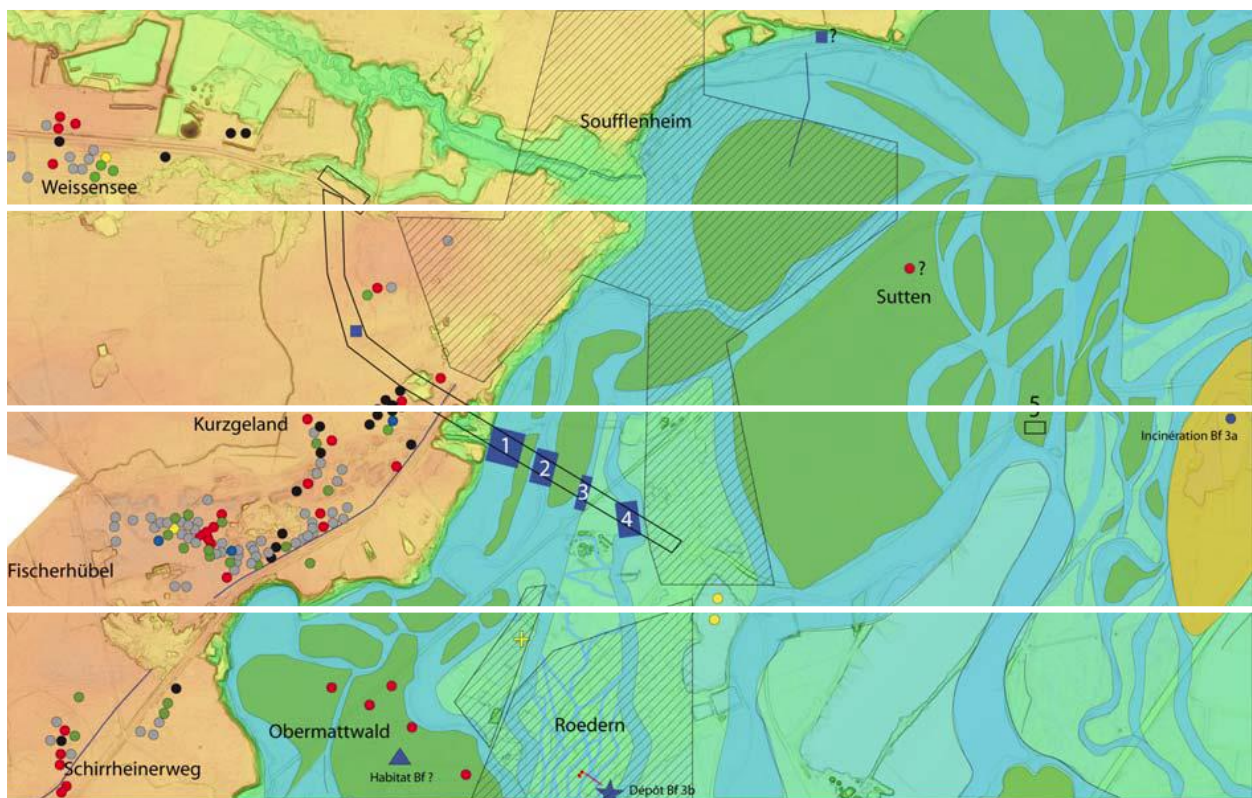 ?
Soufflenheim
Weissensee
?
Sutten
Kurzgeland
5
1
Incinération Bf 3a
2
3
4
Fischerhübel
Obermattwald
Roedern
Schirrheinerweg
Habitat Bf ?
Dépôt Bf 3b